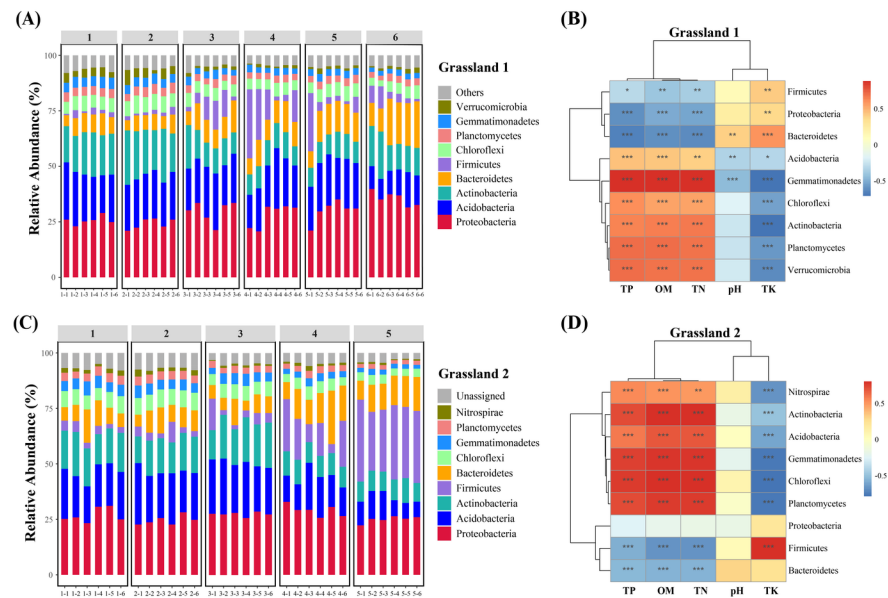 (A)
1 2 3 4 5 6
Relative Abundance (%)
100
75
50
25
0
1-1 1-2 1-3 1-4 1-5 1-6 2-1 2-2 2-3 2-4 2-5 2-6 3-1 3-2 3-3 3-4 3-5 3-6 4-1 4-2 4-3 4-4 4-5 4-6 5-1 5-2 5-3 5-4 5-5 5-6 6-1 6-2 6-3 6-4 6-5 6-6
Grassland 1
Others
Verrucomicrobia
Gemmatimonadetes
Planctomycetes
Chloroflexi
Firmicutes
Bacteroidetes
Actinobacteria
Acidobacteria
Proteobacteria
(B)
Grassland 1
* ** ** ** Firmicutes
*** *** *** ** Proteobacteria
*** *** *** ** *** Bacteroidetes
*** *** ** ** * Acidobacteria
*** *** *** *** *** Gemmatimonadetes
*** *** *** *** Chloroflexi
*** *** *** *** Actinobacteria
*** *** *** *** Planctomycetes
*** *** *** *** Verrucomicrobia
TP OM TN pH TK
0.5
0
-0.5
(C)
1 2 3 4 5
Relative Abundance (%)
100
75
50
25
0
1-1 1-2 1-3 1-4 1-5 1-6 2-1 2-2 2-3 2-4 2-5 2-6 3-1 3-2 3-3 3-4 3-5 3-6 4-1 4-2 4-3 4-4 4-5 4-6 5-1 5-2 5-3 5-4 5-5 5-6
Grassland 2
Unassigned
Nitrospirae
Planctomycetes
Gemmatimonadetes
Chloroflexi
Bacteroidetes
Firmicutes
Actinobacteria
Acidobacteria
Proteobacteria
(D)
Grassland 2
*** *** ** *** Nitrospirae
*** *** *** *** Actinobacteria
*** *** *** *** Acidobacteria
*** *** *** *** Gemmatimonadetes
*** *** *** *** Chloroflexi
*** *** *** *** Planctomycetes
Proteobacteria
*** *** *** *** Firmicutes
*** *** *** Bacteroidetes
TP OM TN pH TK
0.5
0
-0.5